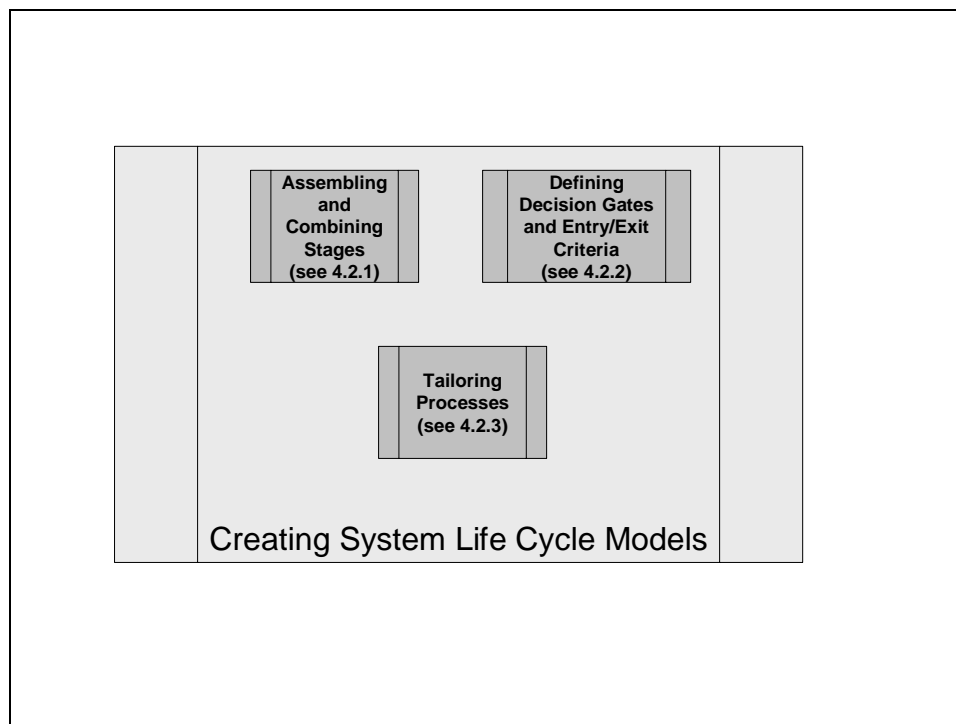 Assembling
and
Combining
Stages
(see 4.2.1)
Defining
Decision Gates
and Entry/Exit
Criteria
(see 4.2.2)
Tailoring
Processes
(see 4.2.3)
Creating System Life Cycle Models